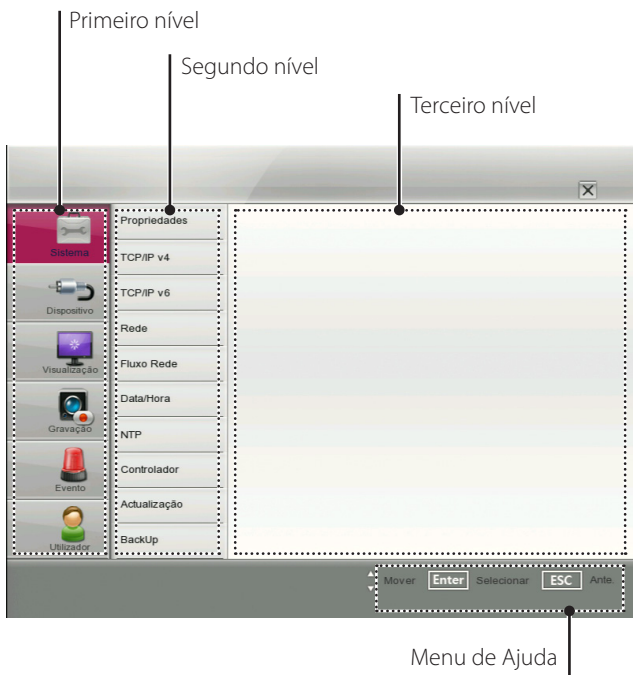 Primeiro nível
Segundo nível
Terceiro nível
Sistema
Dispositivo
Visualização
Gravação
Evento
Utilizador
Propriedades
TCP/IP v4
TCP/IP v6
Rede
Fluxo Rede
Data/Hora
NTP
Controlador
Actualização
BackUp
Mover Enter Selecionar ESC Ante.
Menu de Ajuda